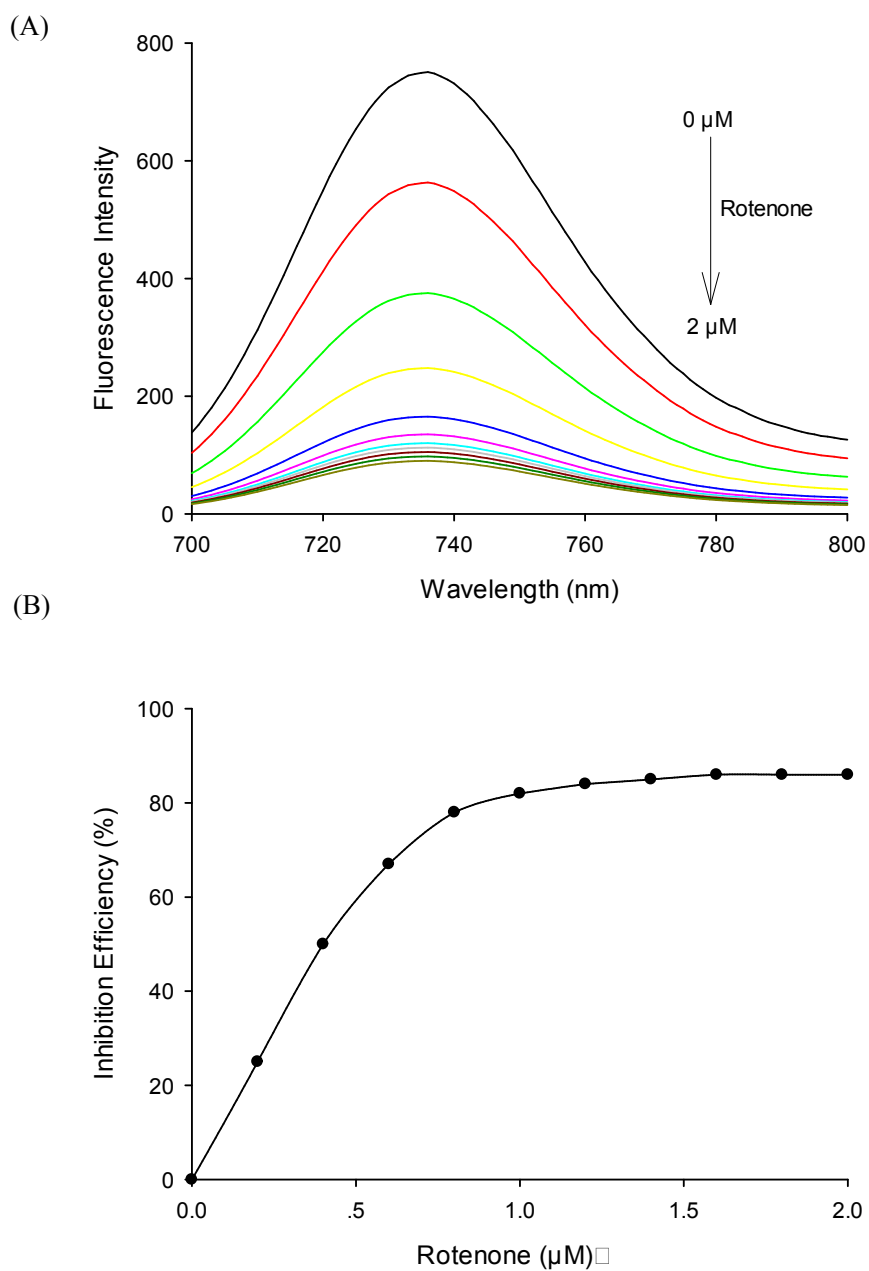 (A)
800
600
400
200
0
Fluorescence Intensity
0 µM
Rotenone
2 µM
700 720 740 760 780 800
Wavelength (nm)
(B)
100
80
60
40
20
0
Inhibition Efficiency (%)
0.0 .5 1.0 1.5 2.0
Rotenone (µM)□